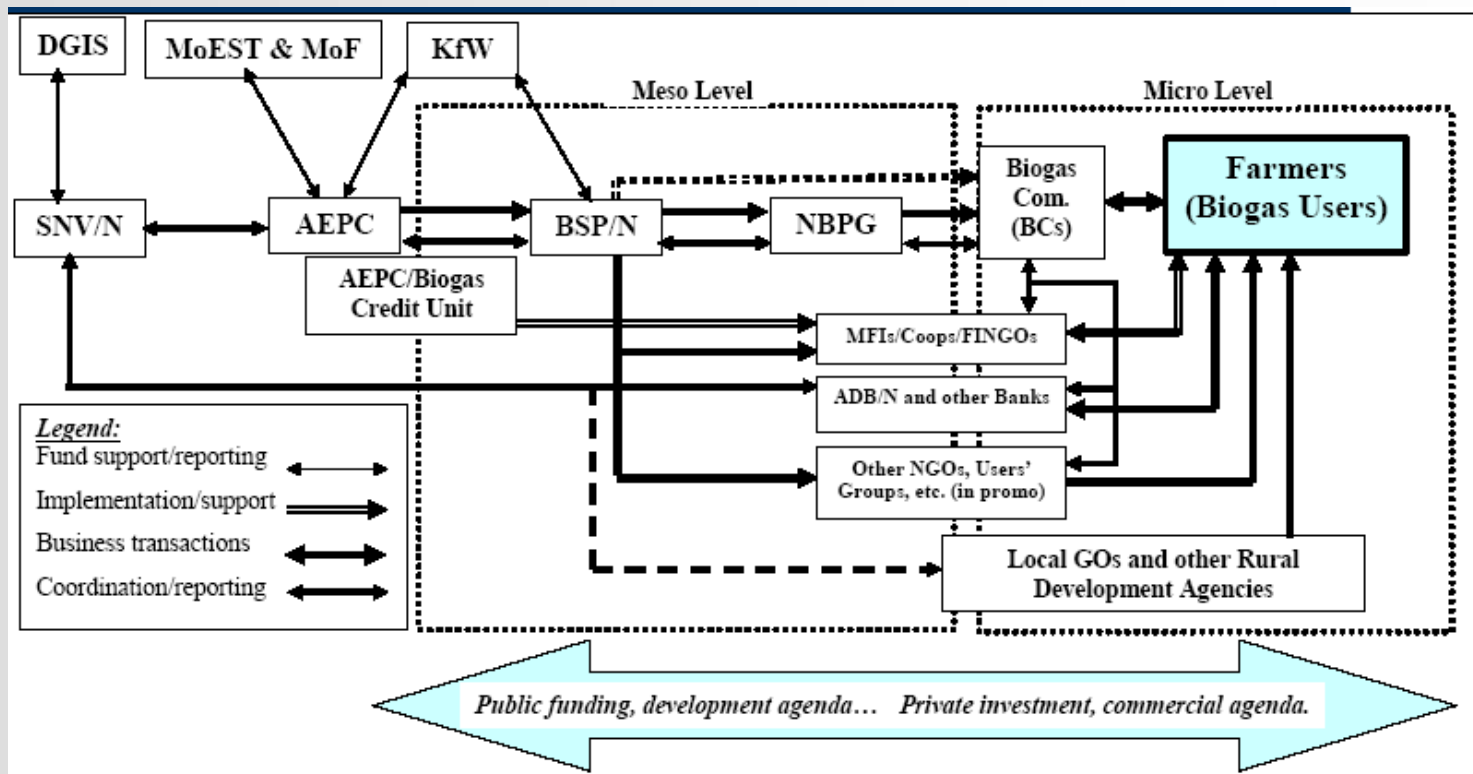 DGIS
MoEST & MoF
KfW
Meso Level
Micro Level
SNV/N
AEPC
BSP/N
NBPG
Biogas
Com.
(BCs)
Farmers
(Biogas Users)
AEPC/Biogas
Credit Unit
MFIs/Coops/FINGOs
ADB/N and other Banks
Other NGOs, Users’
Groups, etc. (in promo)
Local GOs and other Rural
Development Agencies
Legend:
Fund support/reporting
Implementation/support
Business transactions
Coordination/reporting
Public funding, development agenda… Private investment, commercial agenda.